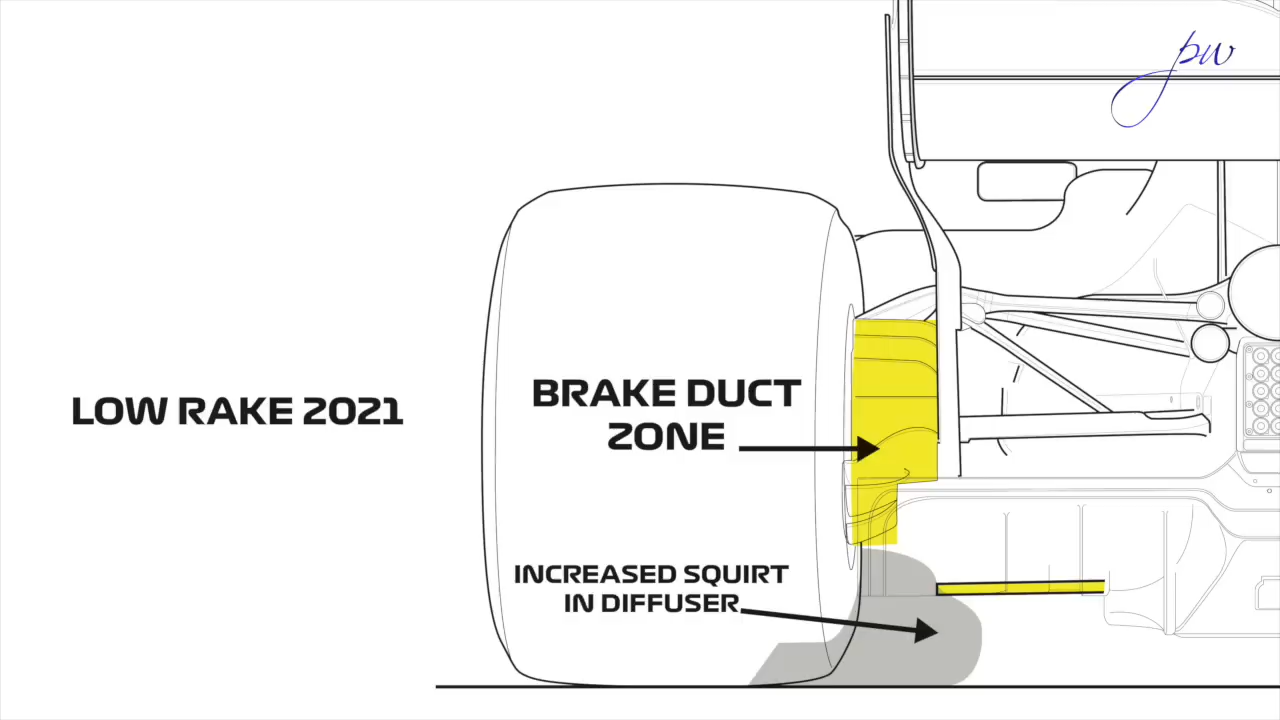 pw
BRAKE DUCT
ZONE
LOW RAKE 2021
INCREASED SQUIRT
IN DIFFUSER